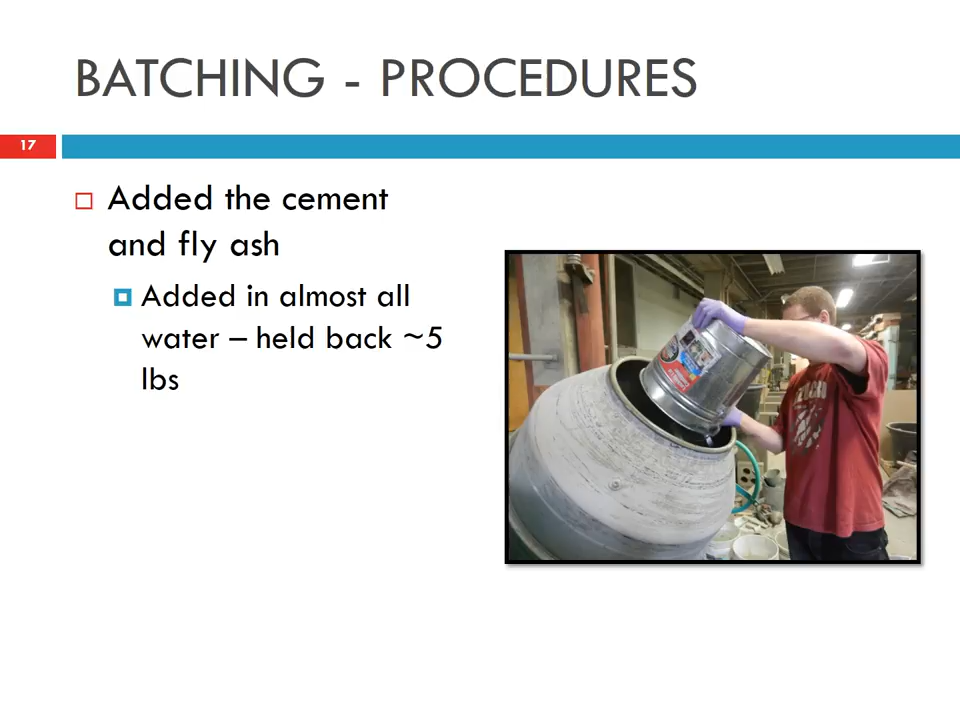 BATCHING - PROCEDURES
17
Added the cement
and fly ash
Added in almost all
water – held back ~5
lbs